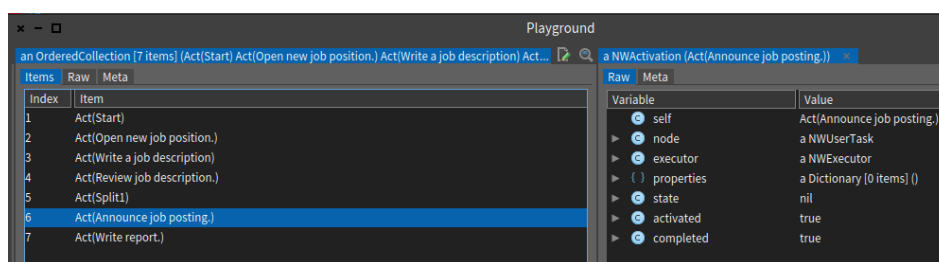 Playground
an OrderedCollection [7 items] (Act(Start) Act(Open new job position.) Act(Write a job description) Act...
a NWActivation (Act(Announce job posting.)) ×
Items Raw Meta
Raw Meta
Index Item
1 Act(Start)
2 Act(Open new job position.)
3 Act(Write a job description)
4 Act(Review job description.)
5 Act(Split1)
6 Act(Announce job posting.)
7 Act(Write report.)
Variable Value
C self Act(Announce job posting.)
C node a NWUserTask
C executor a NWExecutor
{ } properties a Dictionary [0 items] ()
C state nil
C activated true
C completed true